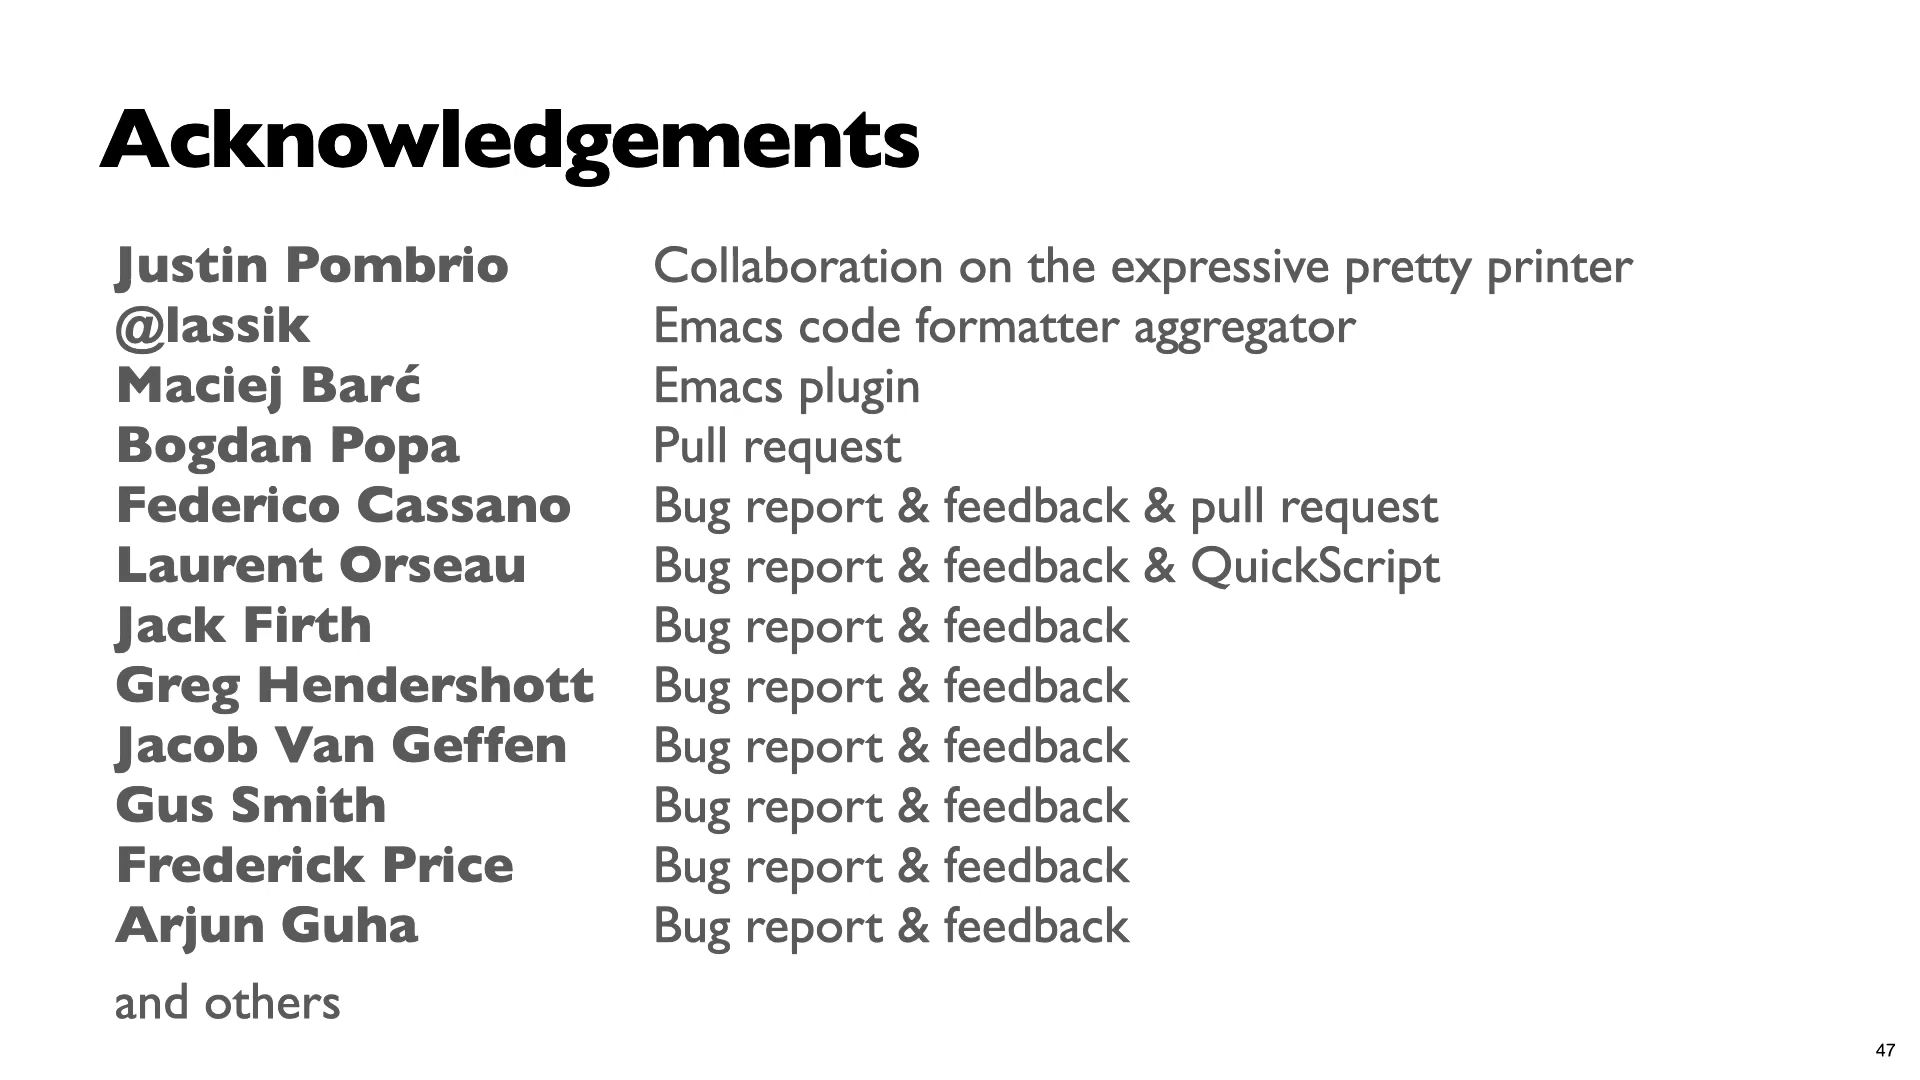 Acknowledgements
Justin Pombrio Collaboration on the expressive pretty printer
@lassik Emacs code formatter aggregator
Maciej Barć Emacs plugin
Bogdan Popa Pull request
Federico Cassano Bug report & feedback & pull request
Laurent Orseau Bug report & feedback & QuickScript
Jack Firth Bug report & feedback
Greg Hendershott Bug report & feedback
Jacob Van Geffen Bug report & feedback
Gus Smith Bug report & feedback
Frederick Price Bug report & feedback
Arjun Guha Bug report & feedback
and others
47